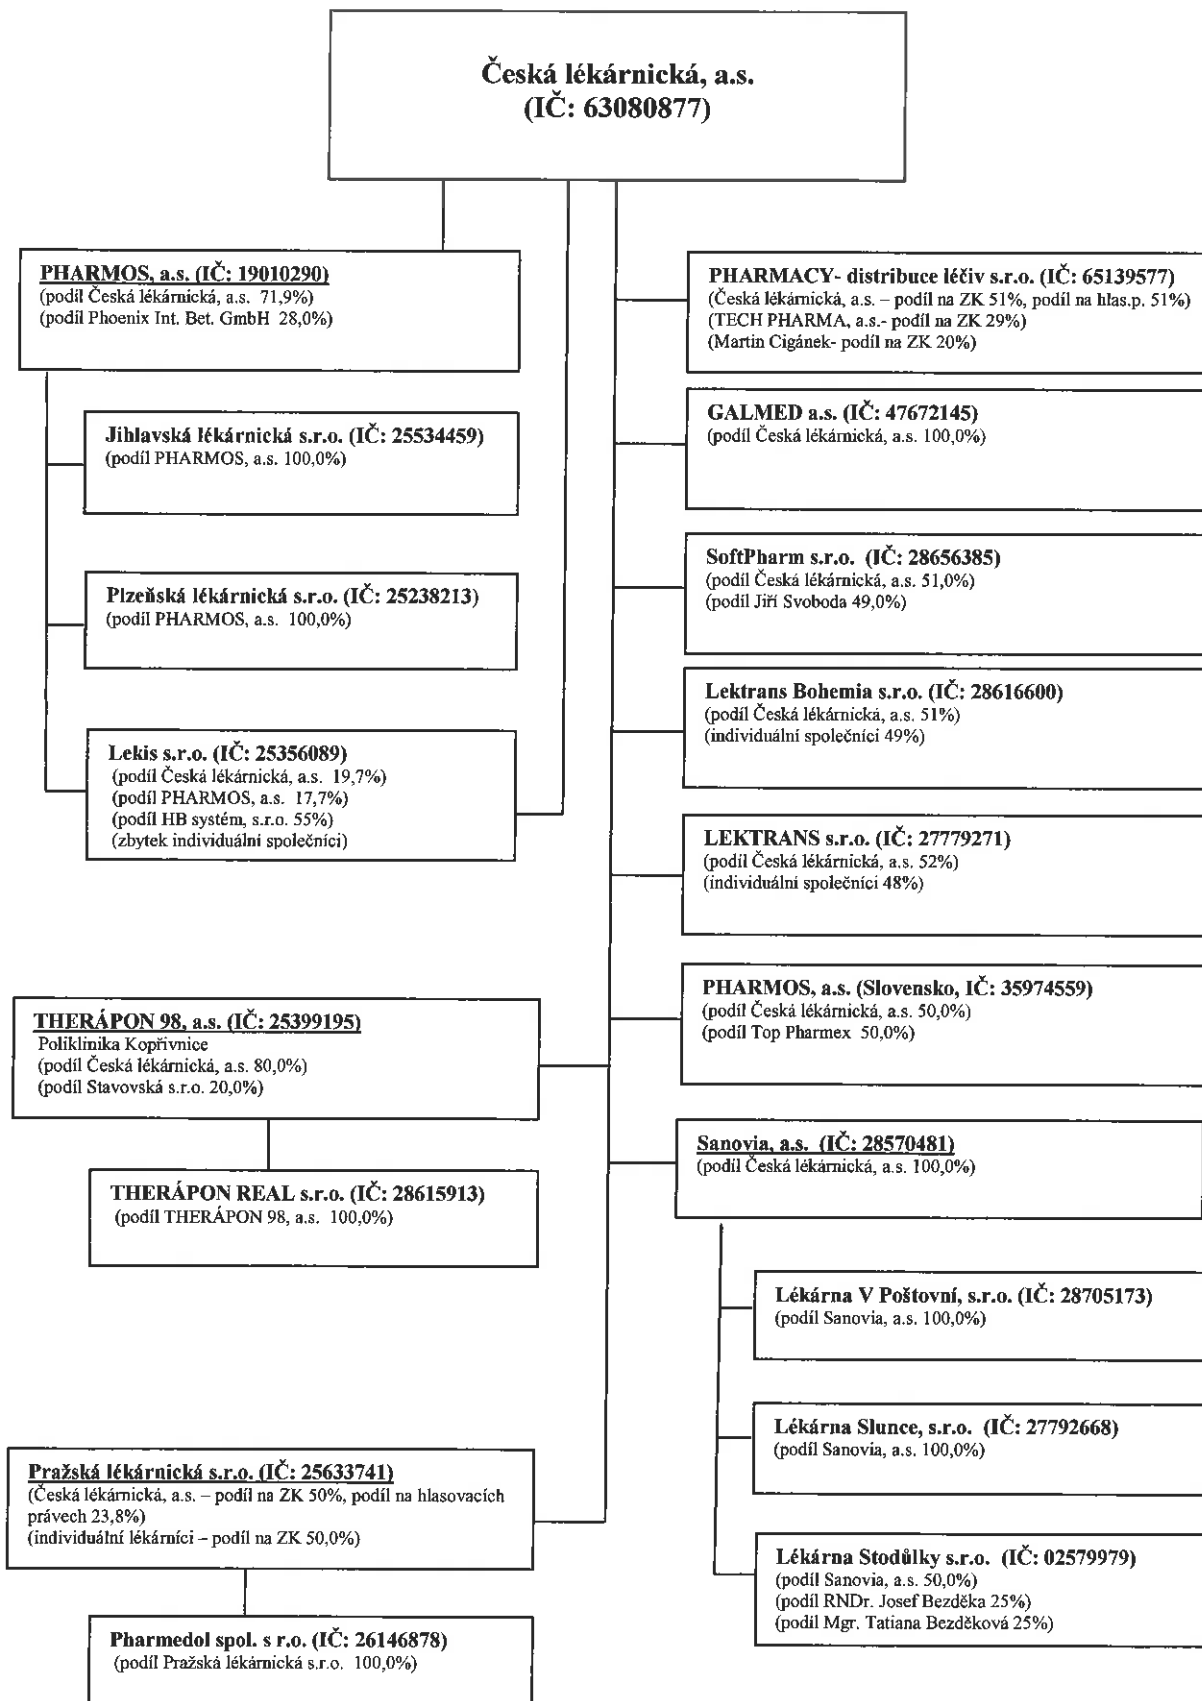 Česká lékárnická, a.s.
(IČ: 63080877)
PHARMOS, a.s. (IČ: 19010290)
(podíl Česká lékárnická, a.s. 71,9%)
(podíl Phoenix Int. Bet. GmbH 28,0%)
Jihlavská lékárnická s.r.o. (IČ: 25534459)
(podíl PHARMOS, a.s. 100,0%)
Plzeňská lékárnická s.r.o. (IČ: 25238213)
(podíl PHARMOS, a.s. 100,0%)
Lekis s.r.o. (IČ: 25356089)
(podíl Česká lékárnická, a.s. 19,7%)
(podíl PHARMOS, a.s. 17,7%)
(podíl HB systém, s.r.o. 55%)
(zbytek individuální společníci)
THERÁPON 98, a.s. (IČ: 25399195)
Poliklinika Kopřivnice
(podíl Česká lékárnická, a.s. 80,0%)
(podíl Stavovská s.r.o. 20,0%)
THERÁPON REAL s.r.o. (IČ: 28615913)
(podíl THERÁPON 98, a.s. 100,0%)
Pražská lékárnická s.r.o. (IČ: 25633741)
(Česká lékárnická, a.s. – podíl na ZK 50%, podíl na hlasovacích
právech 23,8%)
(individuální lékárníci – podíl na ZK 50,0%)
Pharmedol spol. s r.o. (IČ: 26146878)
(podíl Pražská lékárnická s.r.o. 100,0%)
PHARMACY- distribuce léčiv s.r.o. (IČ: 65139577)
(Česká lékárnická, a.s. – podíl na ZK 51%, podíl na hlas.p. 51%)
(TECH PHARMA, a.s.- podíl na ZK 29%)
(Martin Cigánek- podíl na ZK 20%)
GALMED a.s. (IČ: 47672145)
(podíl Česká lékárnická, a.s. 100,0%)
SoftPharm s.r.o. (IČ: 28656385)
(podíl Česká lékárnická, a.s. 51,0%)
(podíl Jiří Svoboda 49,0%)
Lektrans Bohemia s.r.o. (IČ: 28616600)
(podíl Česká lékárnická, a.s. 51%)
(individuální společníci 49%)
LEKTRANS s.r.o. (IČ: 27779271)
(podíl Česká lékárnická, a.s. 52%)
(individuální společníci 48%)
PHARMOS, a.s. (Slovensko, IČ: 35974559)
(podíl Česká lékárnická, a.s. 50,0%)
(podíl Top Pharmex 50,0%)
Sanovia, a.s. (IČ: 28570481)
(podíl Česká lékárnická, a.s. 100,0%)
Lékárna V Poštovní, s.r.o. (IČ: 28705173)
(podíl Sanovia, a.s. 100,0%)
Lékárna Slunce, s.r.o. (IČ: 27792668)
(podíl Sanovia, a.s. 100,0%)
Lékárna Stodůlky s.r.o. (IČ: 02579979)
(podíl Sanovia, a.s. 50,0%)
(podíl RNDr. Josef Bezděka 25%)
(podíl Mgr. Tatiana Bezděková 25%)